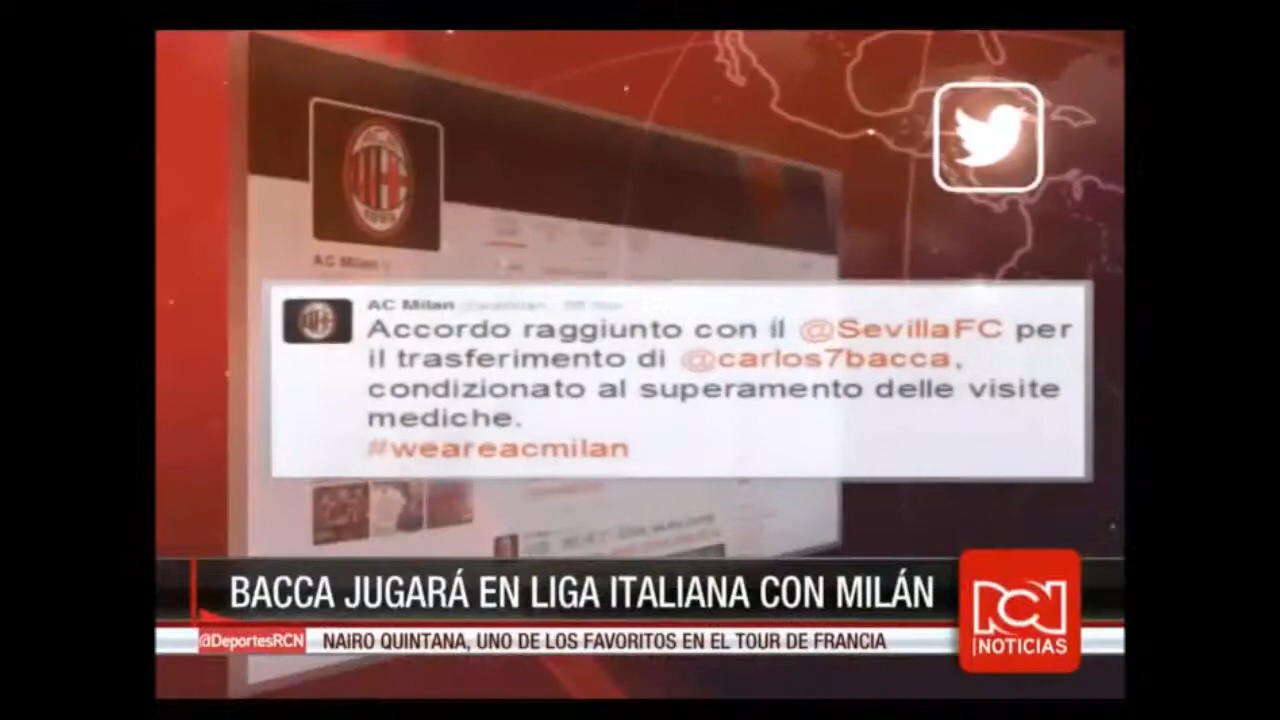 AC Milan
AC Milan
Accordo raggiunto con il @SevillaFC per
il trasferimento di @carlos7bacca,
condizionato al superamento delle visite
mediche.
#weareacmilan
BACCA JUGARÁ EN LIGA ITALIANA CON MILÁN
@DeportesRCN NAIRO QUINTANA, UNO DE LOS FAVORITOS EN EL TOUR DE FRANCIA
RCN
NOTICIAS